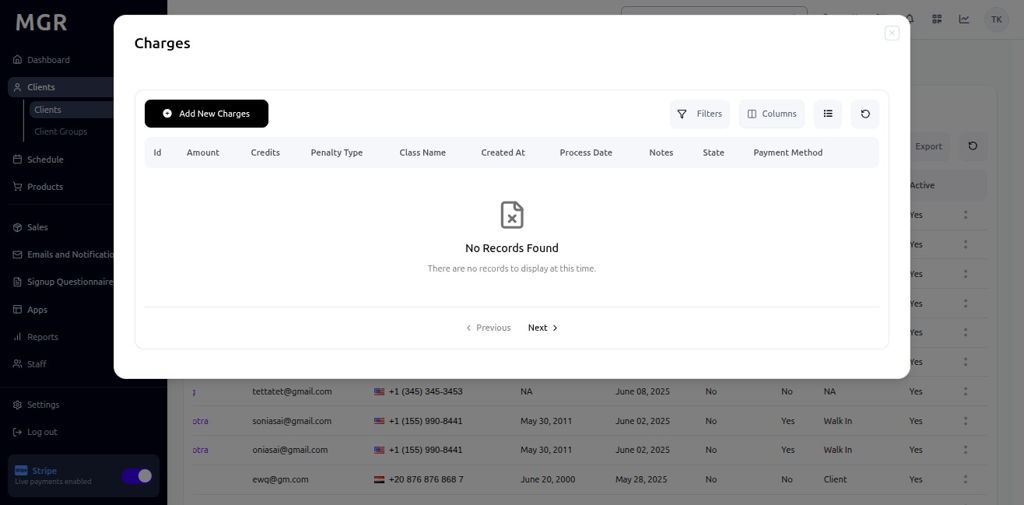 MGR
TK
Charges
Dashboard
Clients
Clients
Client Groups
Schedule
Products
Sales
Emails and Notificatio
Signup Questionnaire
Apps
Reports
Staff
Settings
Log out
Stripe
Live payments enabled
Add New Charges
Filters
Columns
Export
Id Amount Credits Penalty Type Class Name Created At Process Date Notes State Payment Method
Active
No Records Found
There are no records to display at this time.
Previous Next
Yes
Yes
Yes
Yes
Yes
Yes
tettatet@gmail.com +1 (345) 345-3453 NA June 08, 2025 No No NA Yes
otra soniasai@gmail.com +1 (155) 990-8441 May 30, 2011 June 02, 2025 No Yes Walk In Yes
otra oniasai@gmail.com +1 (155) 990-8441 May 30, 2011 June 02, 2025 No Yes Walk In Yes
ewq@gm.com +20 876 876 868 7 June 20, 2000 May 28, 2025 No No Client Yes